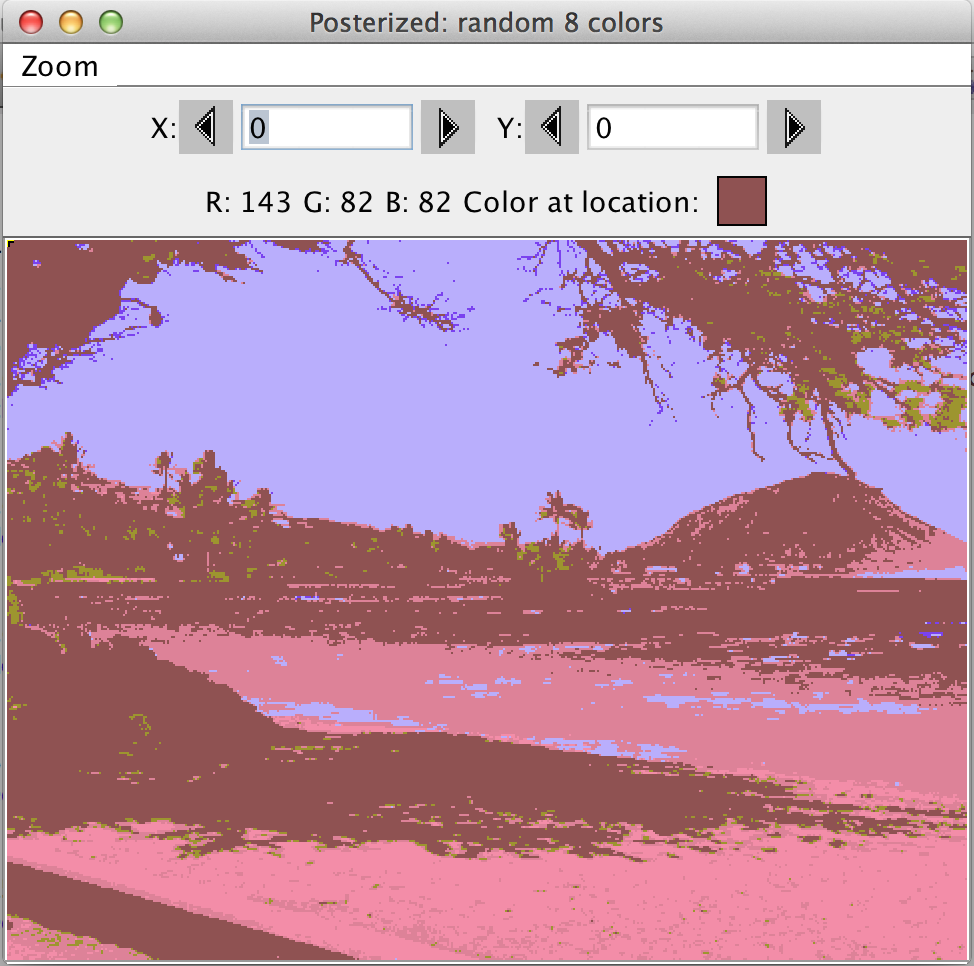 Posterized: random 8 colors
Zoom
X: 0 Y: 0
R: 143 G: 82 B: 82 Color at location: